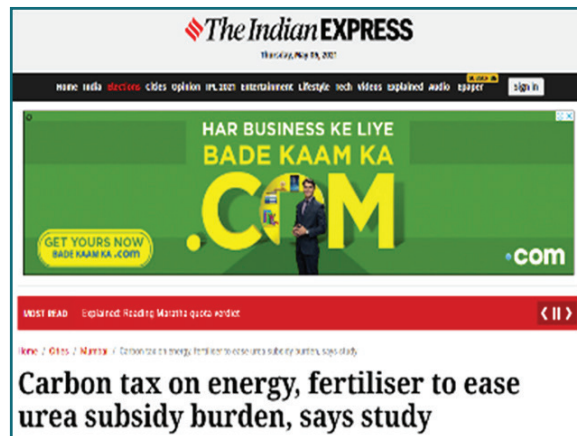 The Indian EXPRESS
Thursday, May 06, 2021
Home India Elections Cities Opinion IPL 2021 Entertainment Lifestyle Tech Videos Explained Audio Epaper Sign in
HAR BUSINESS KE LIYE
BADE KAAM KA
.COM
GET YOURS NOW
BADE KAAM KA .com
.com
MOST READ Explained: Reading Maratha quota verdict
Home / Cities / Mumbai / Carbon tax on energy, fertiliser to ease urea subsidy burden, says study
Carbon tax on energy, fertiliser to ease
urea subsidy burden, says study